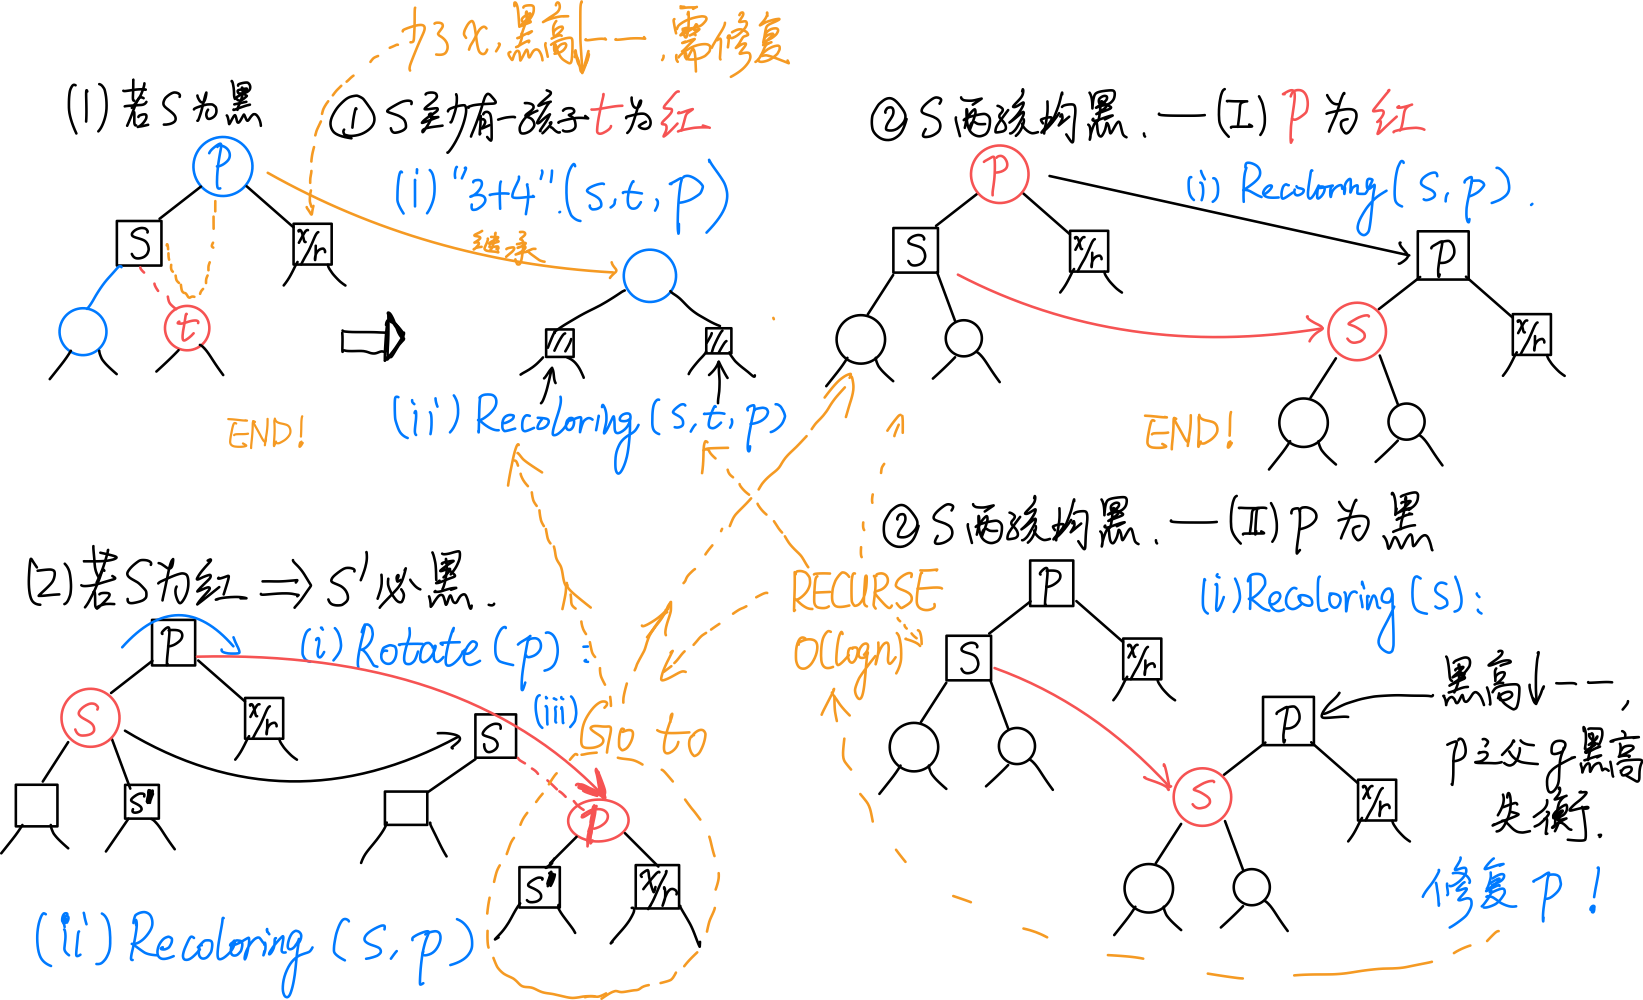 少了x,黑高↓--,需修复
(1)若S为黑
①S至少有一孩子t为红
(i)"3+4".(s,t,p)
P
S
x/r
t
继承
(ii)Recoloring(s,t,p)
END!
②S两孩均黑.—(I)P为红
(i)Recoloring(S,p).
P
S
x/r
P
S
x/r
END!
(2)若S为红⇒S'必黑.
(i)Rotate(p):
P
S
x/r
S'
(iii)Go to
S
P
S'
x/r
(ii)Recoloring(S,p)
RECURSE
O(logn)
②S两孩均黑.—(II)P为黑
(i)Recoloring(S):
P
S
x/r
P
S
x/r
黑高↓--,
P之父g黑高
失衡.
修复P!